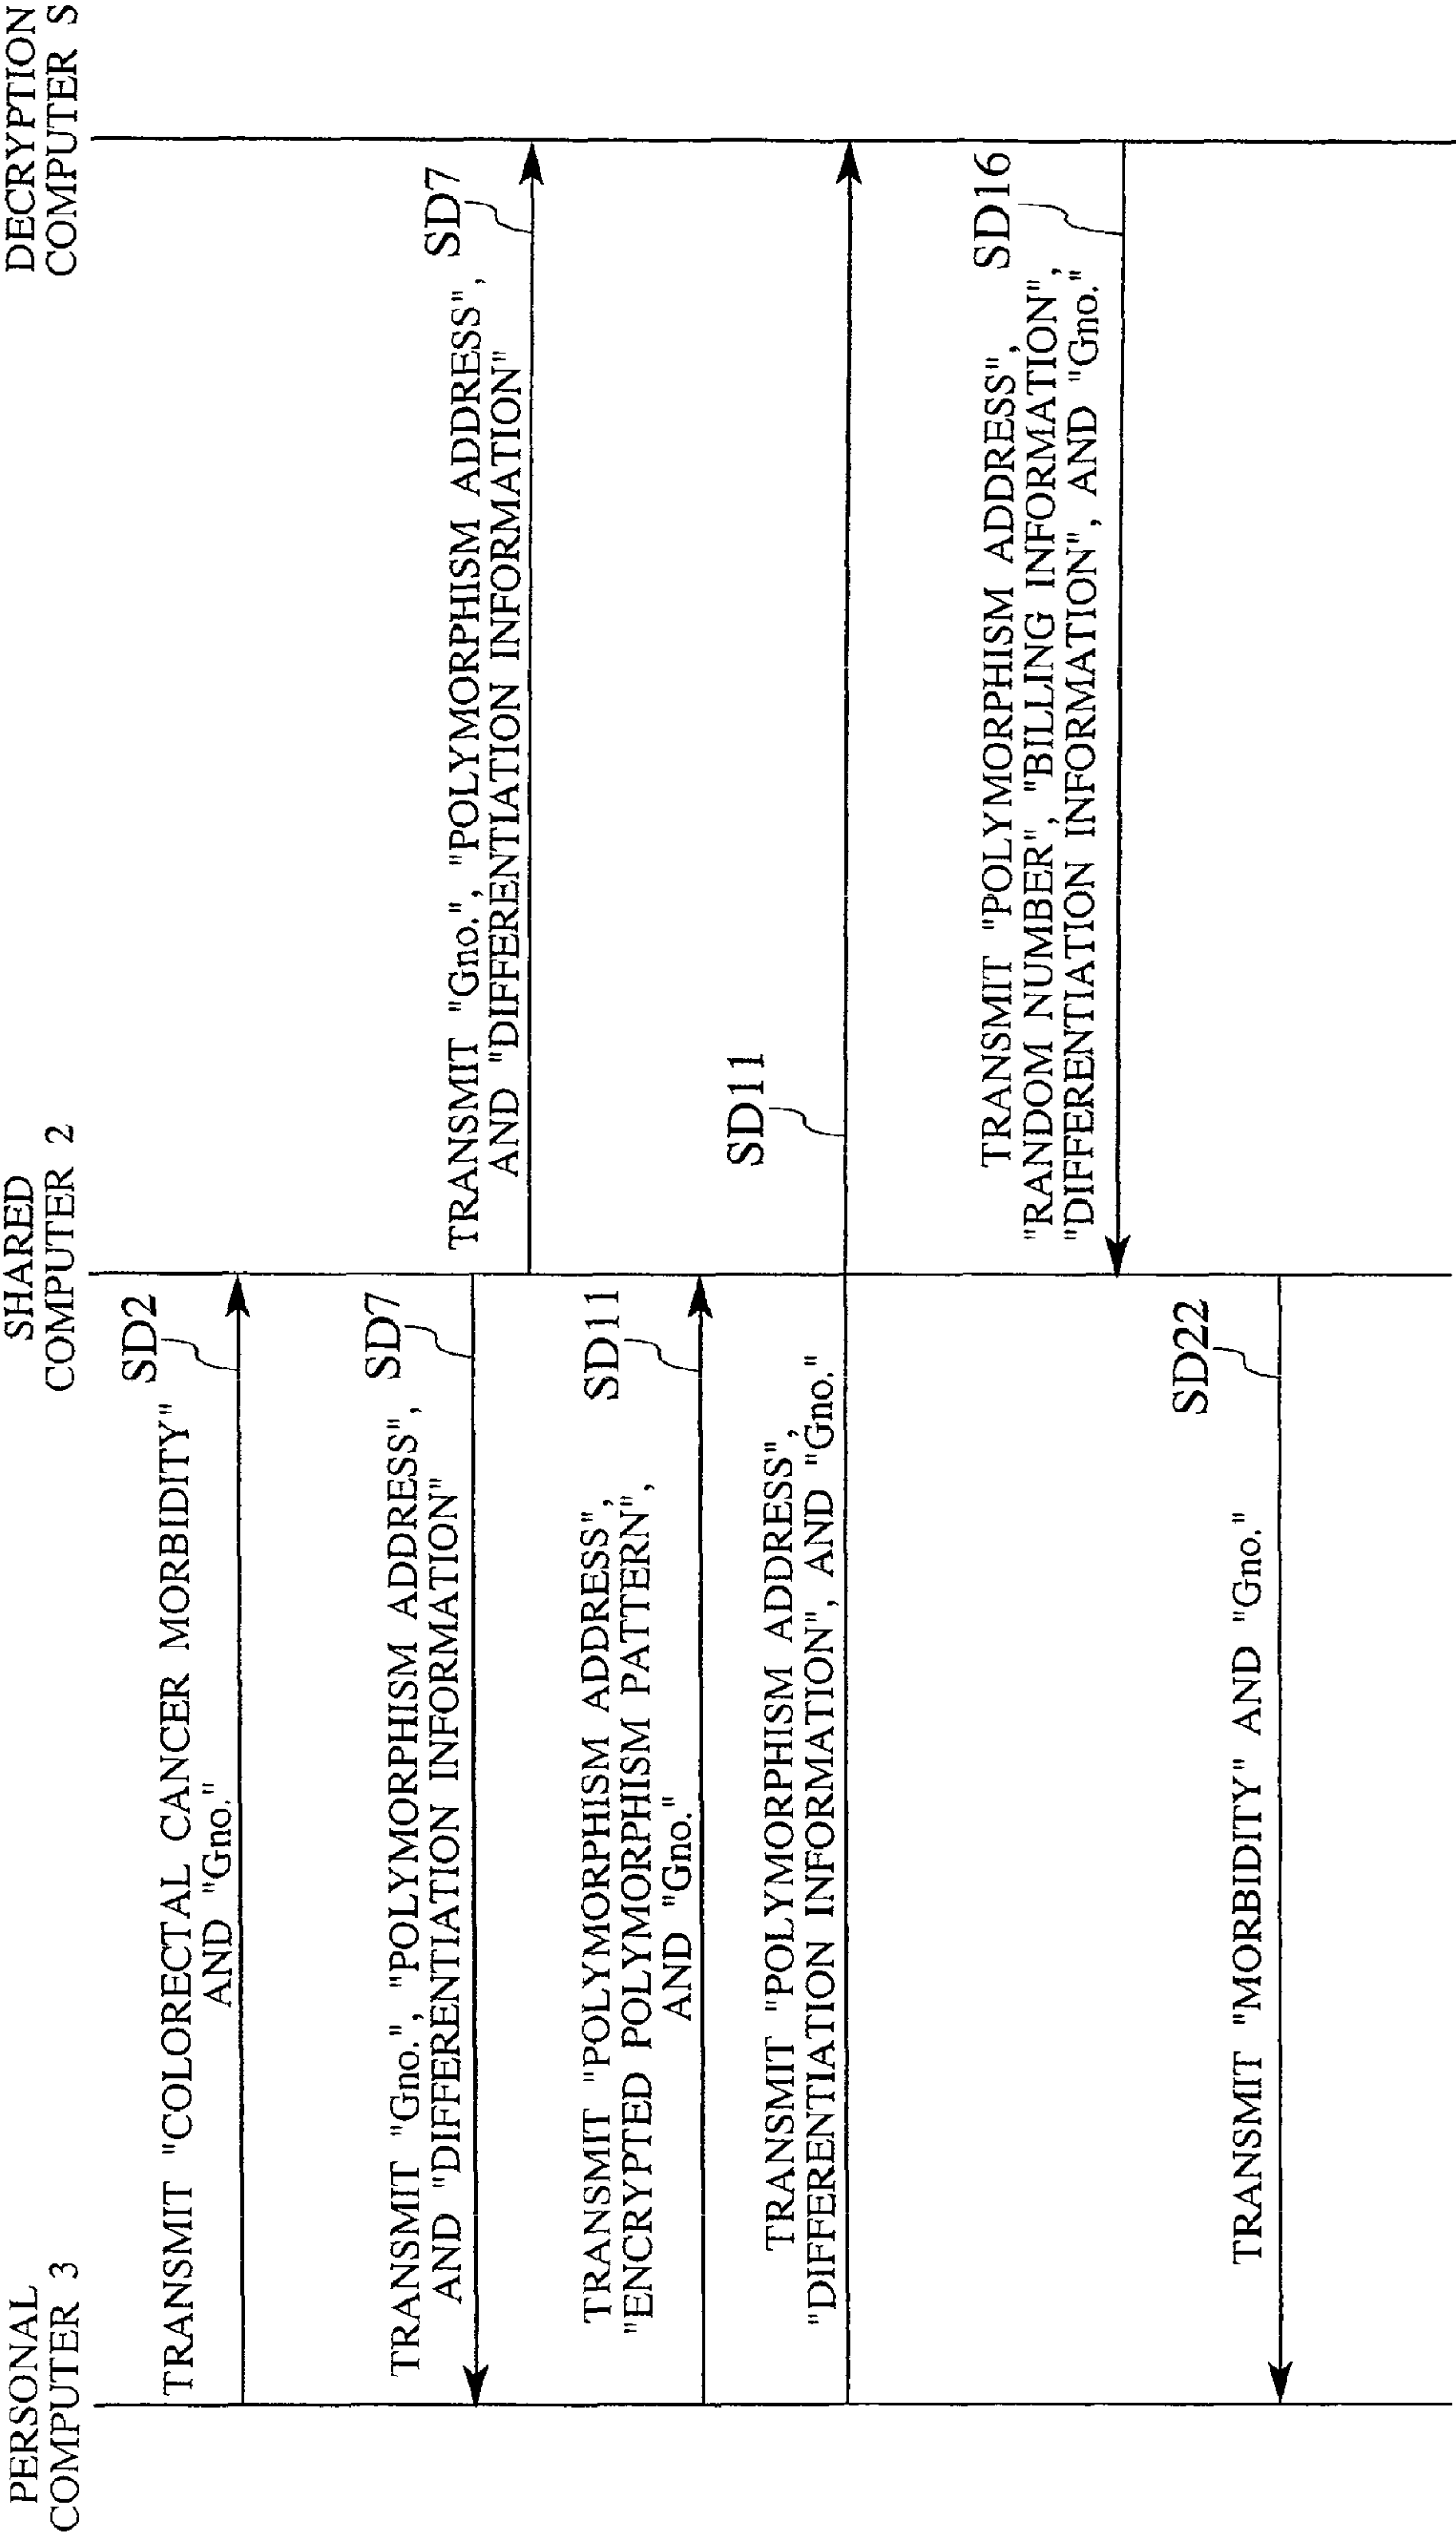 PERSONAL
COMPUTER 3
SHARED
COMPUTER 2
DECRYPTION
COMPUTER S
TRANSMIT "COLORECTAL CANCER MORBIDITY"
AND "Gno."
SD2
TRANSMIT "Gno.", "POLYMORPHISM ADDRESS",
AND "DIFFERENTIATION INFORMATION"
SD7
TRANSMIT "Gno.", "POLYMORPHISM ADDRESS",
AND "DIFFERENTIATION INFORMATION"
SD7
TRANSMIT "POLYMORPHISM ADDRESS",
"ENCRYPTED POLYMORPHISM PATTERN",
AND "Gno."
SD11
TRANSMIT "POLYMORPHISM ADDRESS",
"DIFFERENTIATION INFORMATION", AND "Gno."
SD11
TRANSMIT "POLYMORPHISM ADDRESS",
"RANDOM NUMBER", "BILLING INFORMATION",
"DIFFERENTIATION INFORMATION", AND "Gno."
SD16
TRANSMIT "MORBIDITY" AND "Gno."
SD22